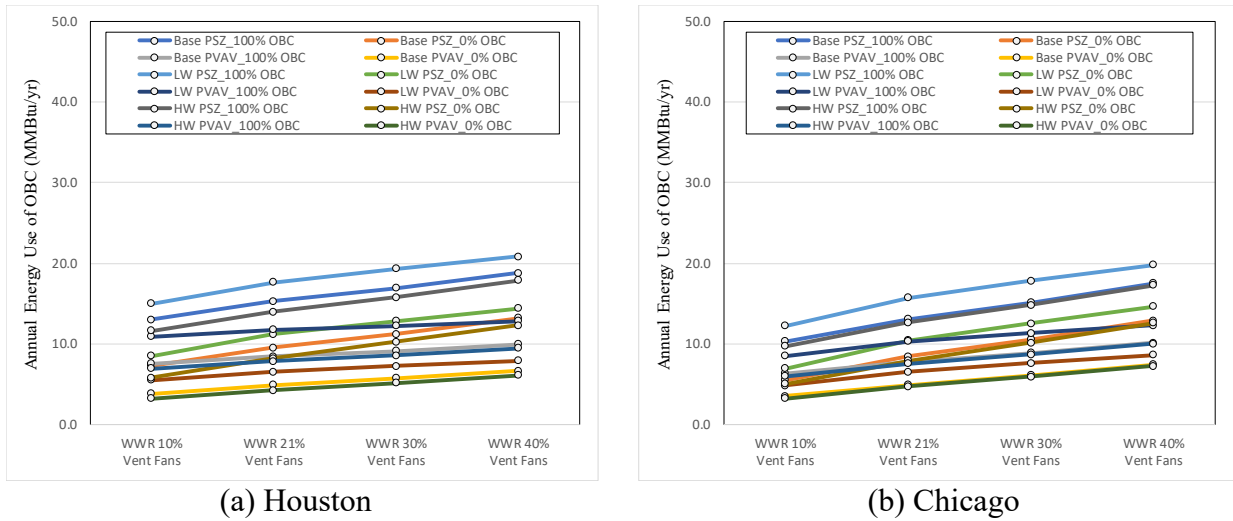 Annual Energy Use of OBC (MMBtu/yr)
50.0
40.0
30.0
20.0
10.0
0.0
Base PSZ_100% OBC Base PSZ_0% OBC
Base PVAV_100% OBC Base PVAV_0% OBC
LW PSZ_100% OBC LW PSZ_0% OBC
LW PVAV_100% OBC LW PVAV_0% OBC
HW PSZ_100% OBC HW PSZ_0% OBC
HW PVAV_100% OBC HW PVAV_0% OBC
WWR 10% WWR 21% WWR 30% WWR 40%
Vent Fans Vent Fans Vent Fans Vent Fans
(a) Houston
Annual Energy Use of OBC (MMBtu/yr)
50.0
40.0
30.0
20.0
10.0
0.0
Base PSZ_100% OBC Base PSZ_0% OBC
Base PVAV_100% OBC Base PVAV_0% OBC
LW PSZ_100% OBC LW PSZ_0% OBC
LW PVAV_100% OBC LW PVAV_0% OBC
HW PSZ_100% OBC HW PSZ_0% OBC
HW PVAV_100% OBC HW PVAV_0% OBC
WWR 10% WWR 21% WWR 30% WWR 40%
Vent Fans Vent Fans Vent Fans Vent Fans
(b) Chicago